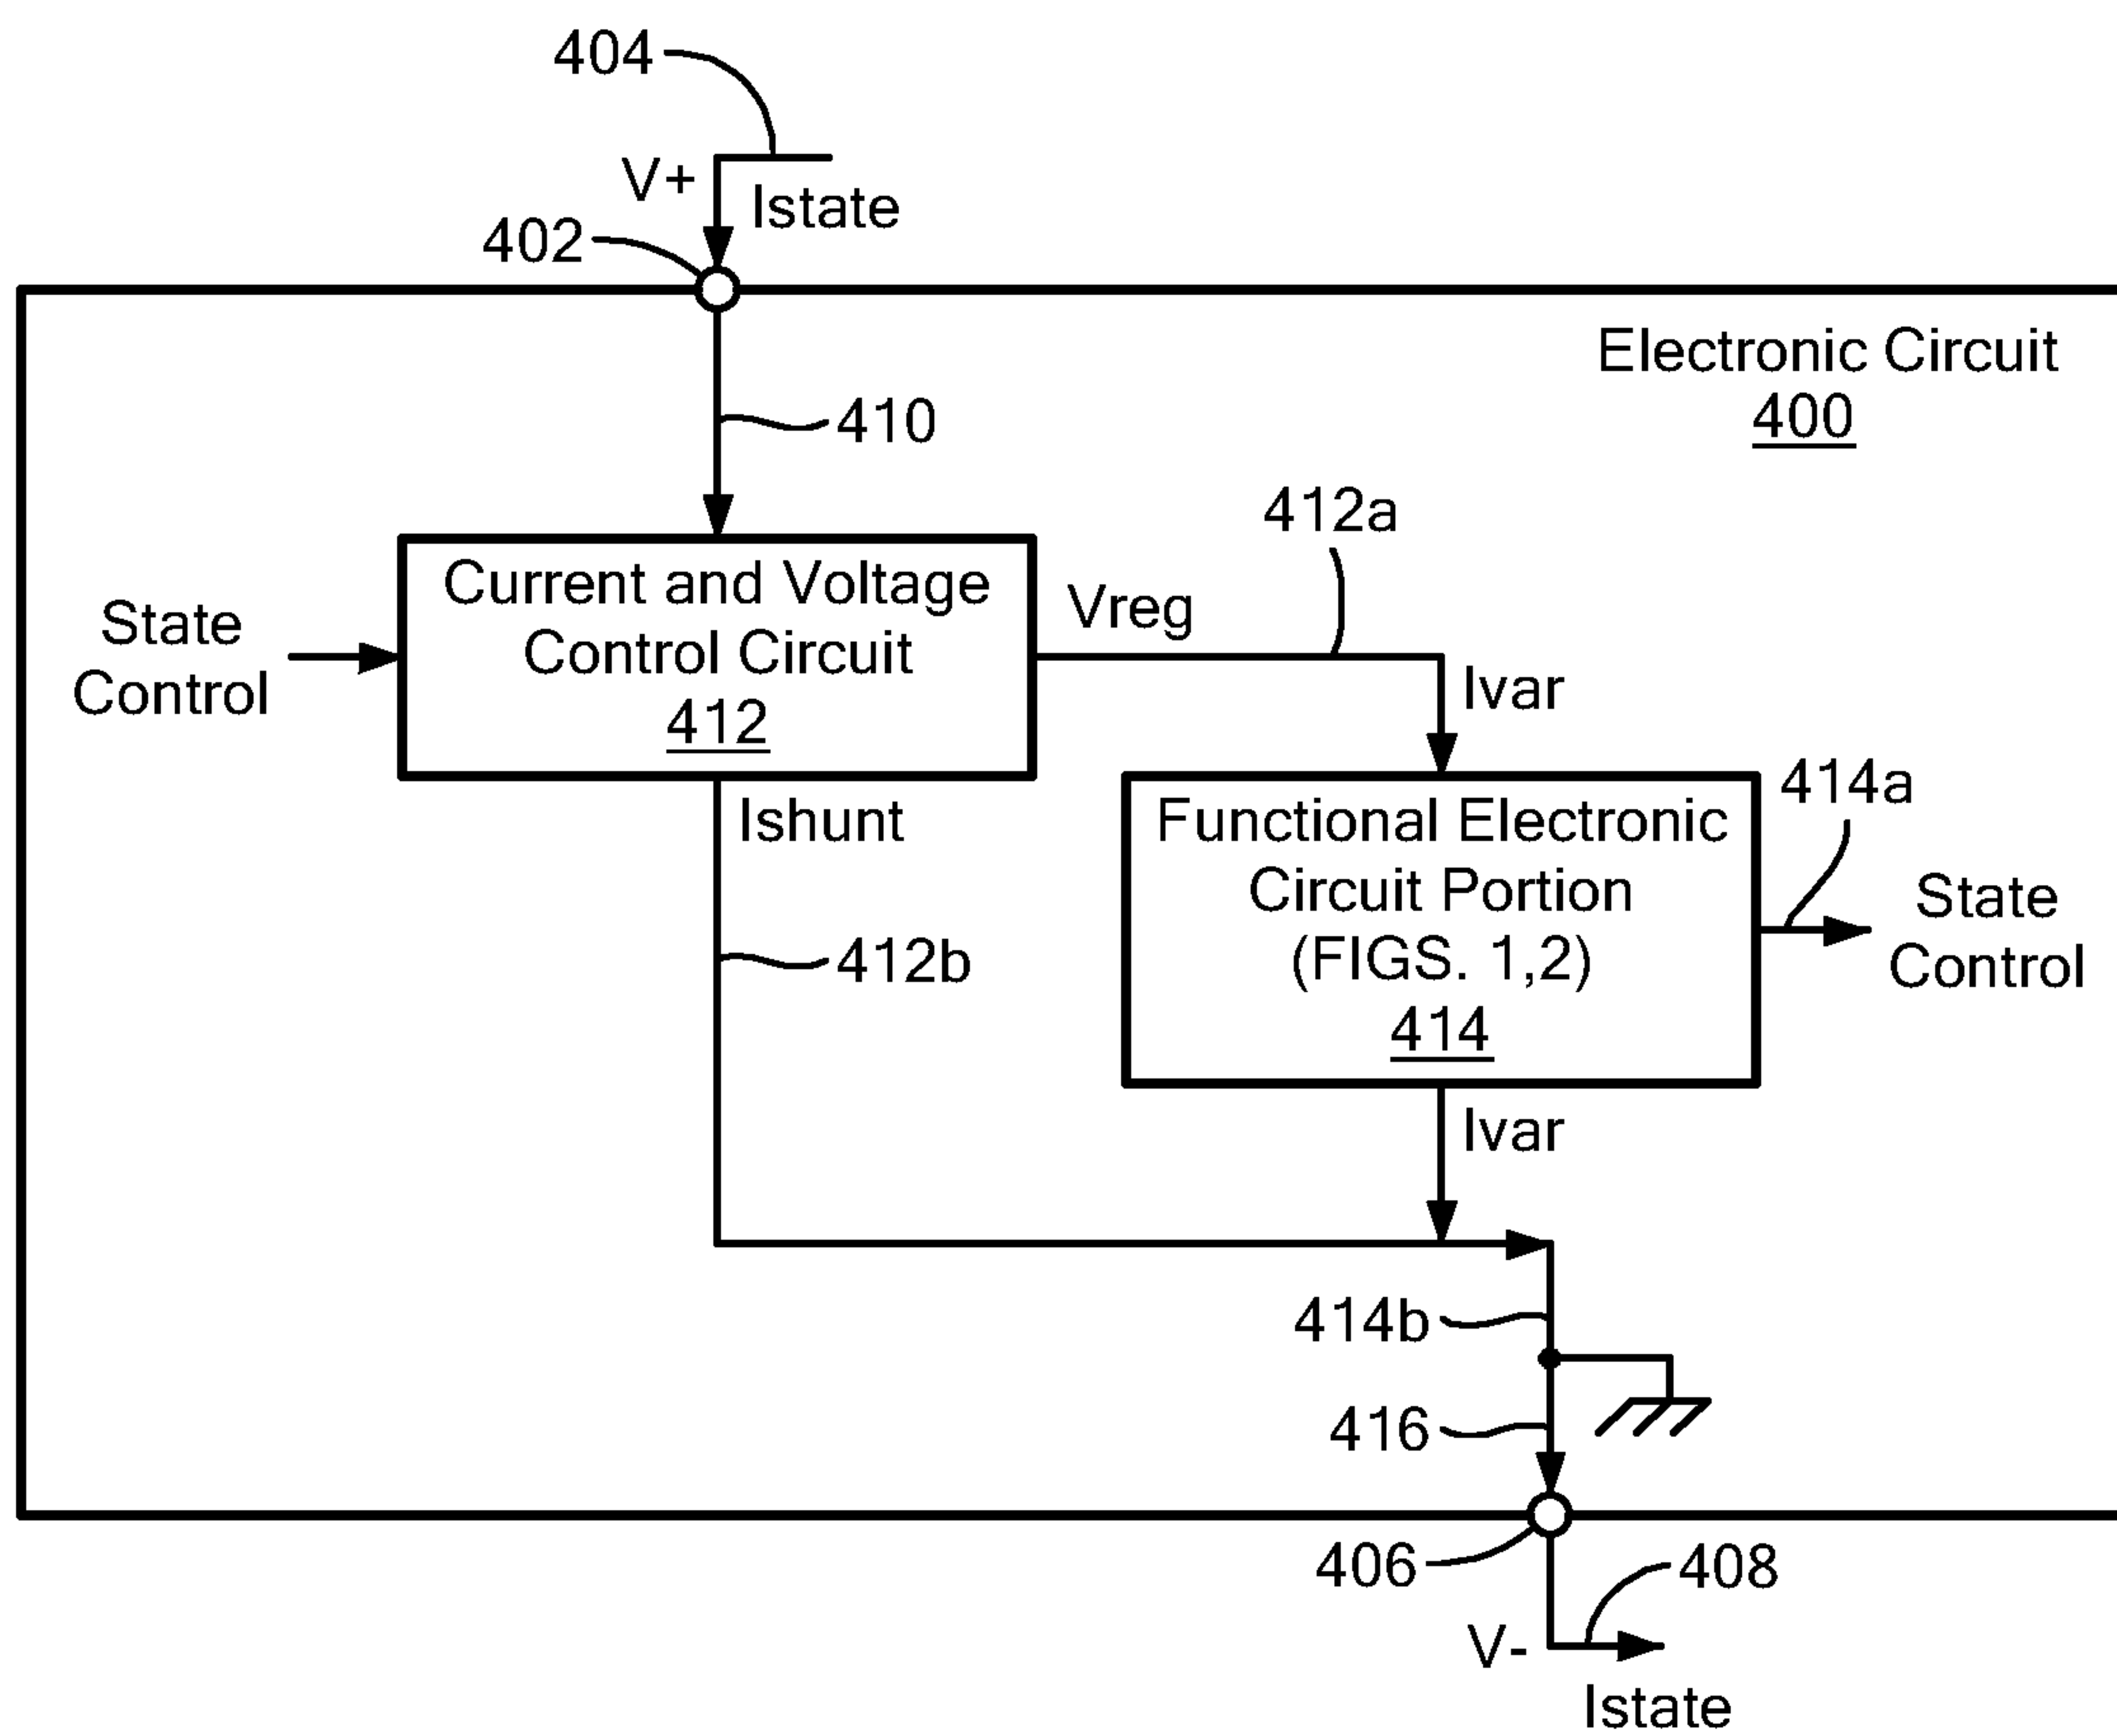 404
V+
Istate
402
Electronic Circuit
400
410
412a
State
Control
Current and Voltage
Control Circuit
412
Vreg
Ivar
414a
Ishunt
Functional Electronic
Circuit Portion
(FIGS. 1,2)
414
State
Control
412b
Ivar
414b
416
406
408
V-
Istate